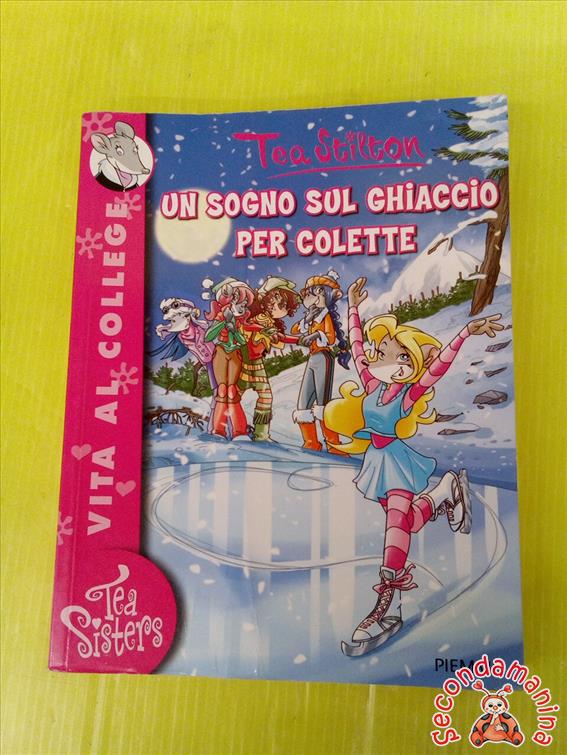 Tea Stilton
UN SOGNO SUL GHIACCIO
PER COLETTE
VITA AL COLLEGE
Tea
Sisters
Secondamanina